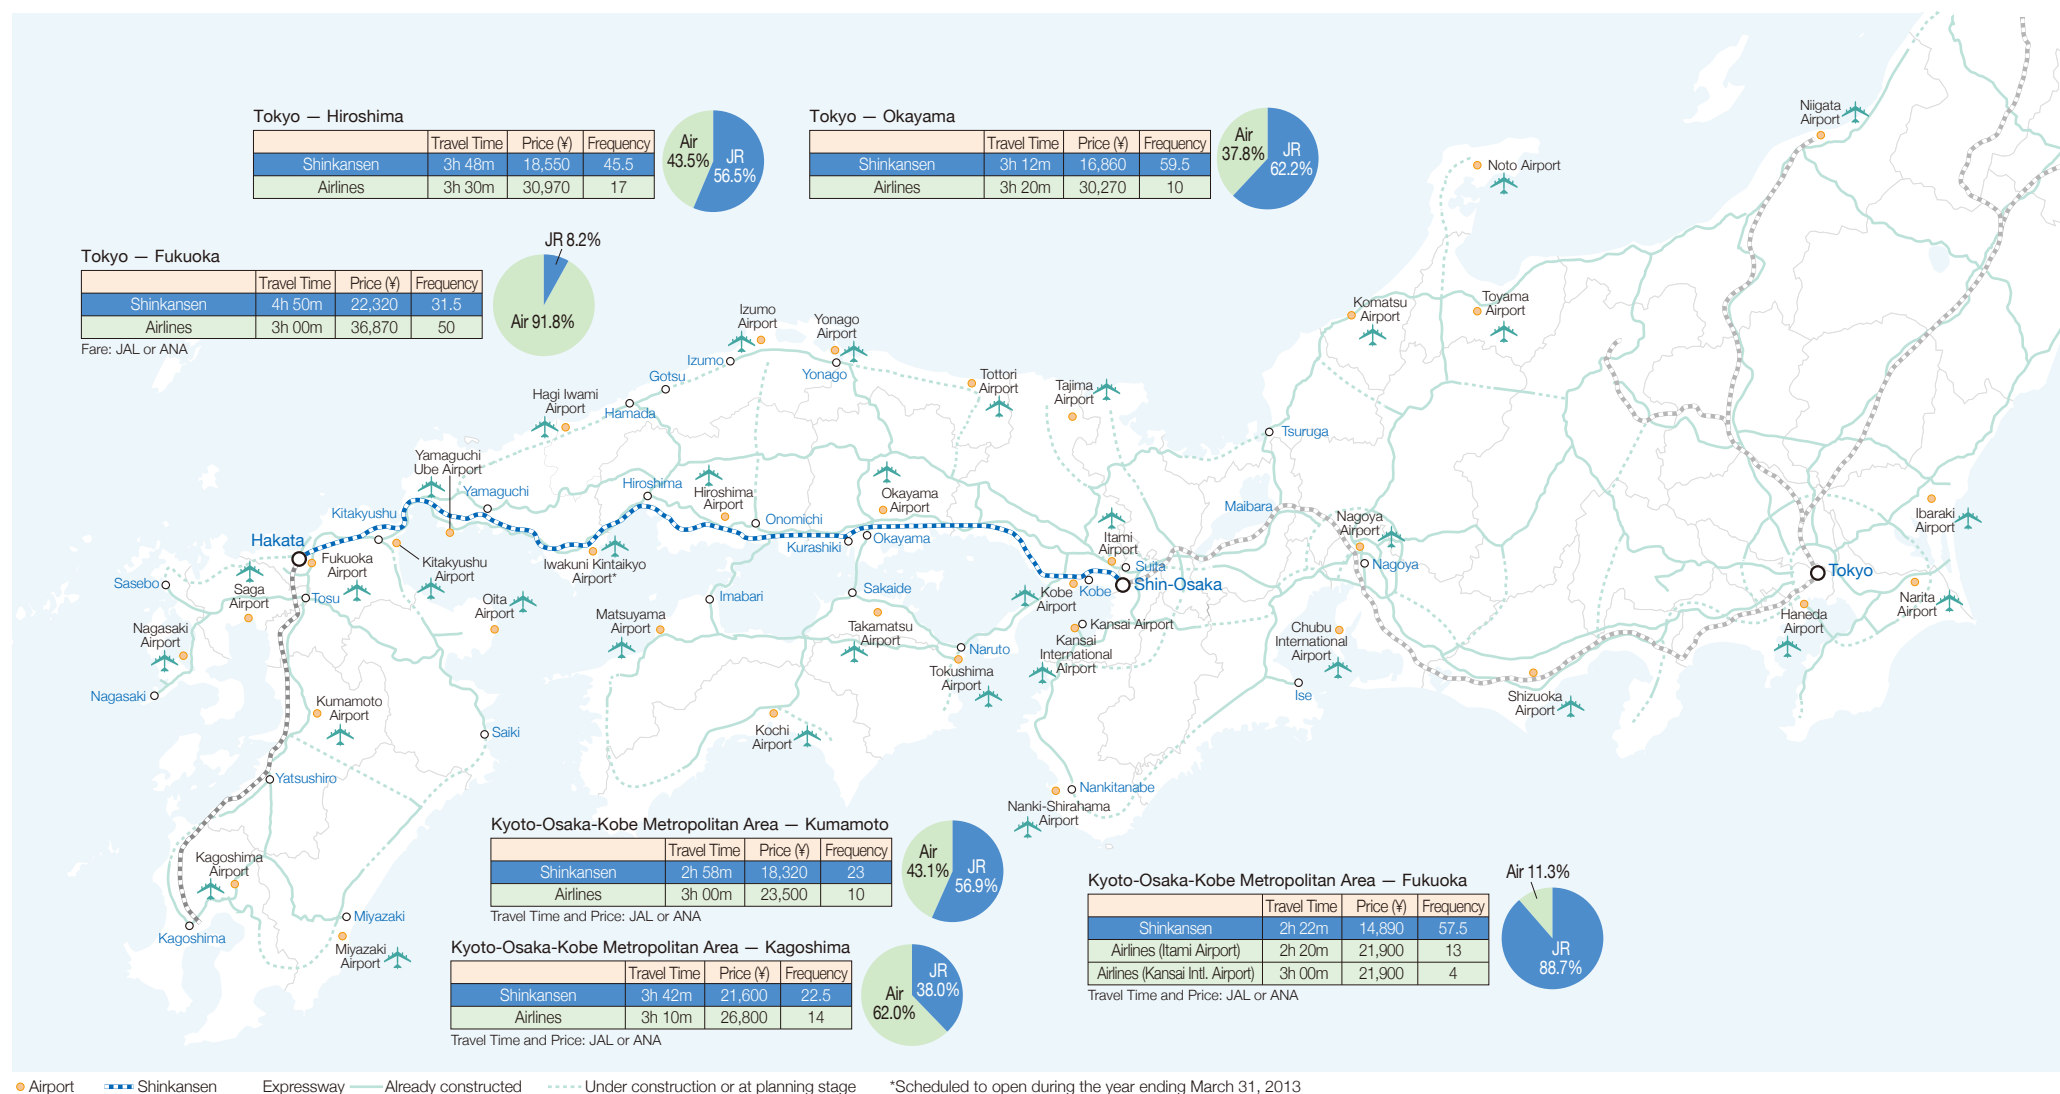 Tokyo — Hiroshima
Travel Time Price (¥) Frequency
Shinkansen 3h 48m 18,550 45.5
Airlines 3h 30m 30,970 17
Air
43.5%
JR
56.5%
Tokyo — Okayama
Travel Time Price (¥) Frequency
Shinkansen 3h 12m 16,860 59.5
Airlines 3h 20m 30,270 10
Air
37.8%
JR
62.2%
Tokyo — Fukuoka
Travel Time Price (¥) Frequency
Shinkansen 4h 50m 22,320 31.5
Airlines 3h 00m 36,870 50
Fare: JAL or ANA
JR 8.2%
Air 91.8%
Niigata
Airport
Noto Airport
Komatsu
Airport
Toyama
Airport
Izumo
Airport
Yonago
Airport
Izumo
Yonago
Gotsu
Hamada
Hagi Iwami
Airport
Tottori
Airport
Tajima
Airport
Tsuruga
Yamaguchi
Ube Airport
Yamaguchi
Kitakyushu
Hiroshima
Hiroshima
Airport
Onomichi
Okayama
Airport
Kurashiki
Okayama
Maibara
Nagoya
Airport
Nagoya
Ibaraki
Airport
Hakata
Fukuoka
Airport
Kitakyushu
Airport
Iwakuni Kintaikyo
Airport*
Itami
Airport
Suita
Shin-Osaka
Kobe
Kobe
Airport
Tokyo
Haneda
Airport
Narita
Airport
Sasebo
Saga
Airport
Tosu
Oita
Airport
Imabari
Sakaide
Matsuyama
Airport
Takamatsu
Airport
Naruto
Tokushima
Airport
Kansai Airport
Kansai
International
Airport
Chubu
International
Airport
Ise
Shizuoka
Airport
Nagasaki
Airport
Nagasaki
Kumamoto
Airport
Saiki
Kochi
Airport
Yatsushiro
Nankitanabe
Nanki-Shirahama
Airport
Kagoshima
Airport
Kagoshima
Miyazaki
Miyazaki
Airport
Kyoto-Osaka-Kobe Metropolitan Area — Kumamoto
Travel Time Price (¥) Frequency
Shinkansen 2h 58m 18,320 23
Airlines 3h 00m 23,500 10
Travel Time and Price: JAL or ANA
Air
43.1%
JR
56.9%
Kyoto-Osaka-Kobe Metropolitan Area — Kagoshima
Travel Time Price (¥) Frequency
Shinkansen 3h 42m 21,600 22.5
Airlines 3h 10m 26,800 14
Travel Time and Price: JAL or ANA
JR
38.0%
Air
62.0%
Kyoto-Osaka-Kobe Metropolitan Area — Fukuoka
Travel Time Price (¥) Frequency
Shinkansen 2h 22m 14,890 57.5
Airlines (Itami Airport) 2h 20m 21,900 13
Airlines (Kansai Intl. Airport) 3h 00m 21,900 4
Travel Time and Price: JAL or ANA
Air 11.3%
JR
88.7%
Airport Shinkansen Expressway Already constructed Under construction or at planning stage *Scheduled to open during the year ending March 31, 2013